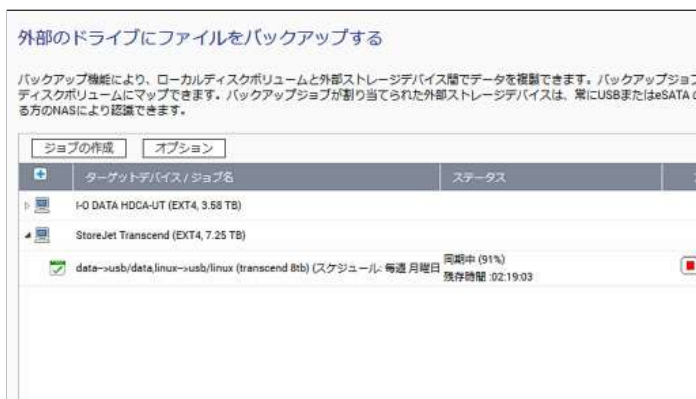 外部のドライブにファイルをバックアップする
バックアップ機能により、ローカルディスクボリュームと外部ストレージデバイス間でデータを複製できます。バックアップジョブ
ディスクボリュームにマップできます。バックアップジョブが割り当てられた外部ストレージデバイスは、常にUSBまたはeSATA の
る方のNASにより認識できます。
ジョブの作成 オプション
ターゲットデバイス / ジョブ名 ステータス
I-O DATA HDCA-UT (EXT4, 3.58 TB)
StoreJet Transcend (EXT4, 7.25 TB)
data->usb/data,linux->usb/linux (transcend 8tb) (スケジュール: 毎週 月曜日
同期中 (91%)
残存時間 :02:19:03